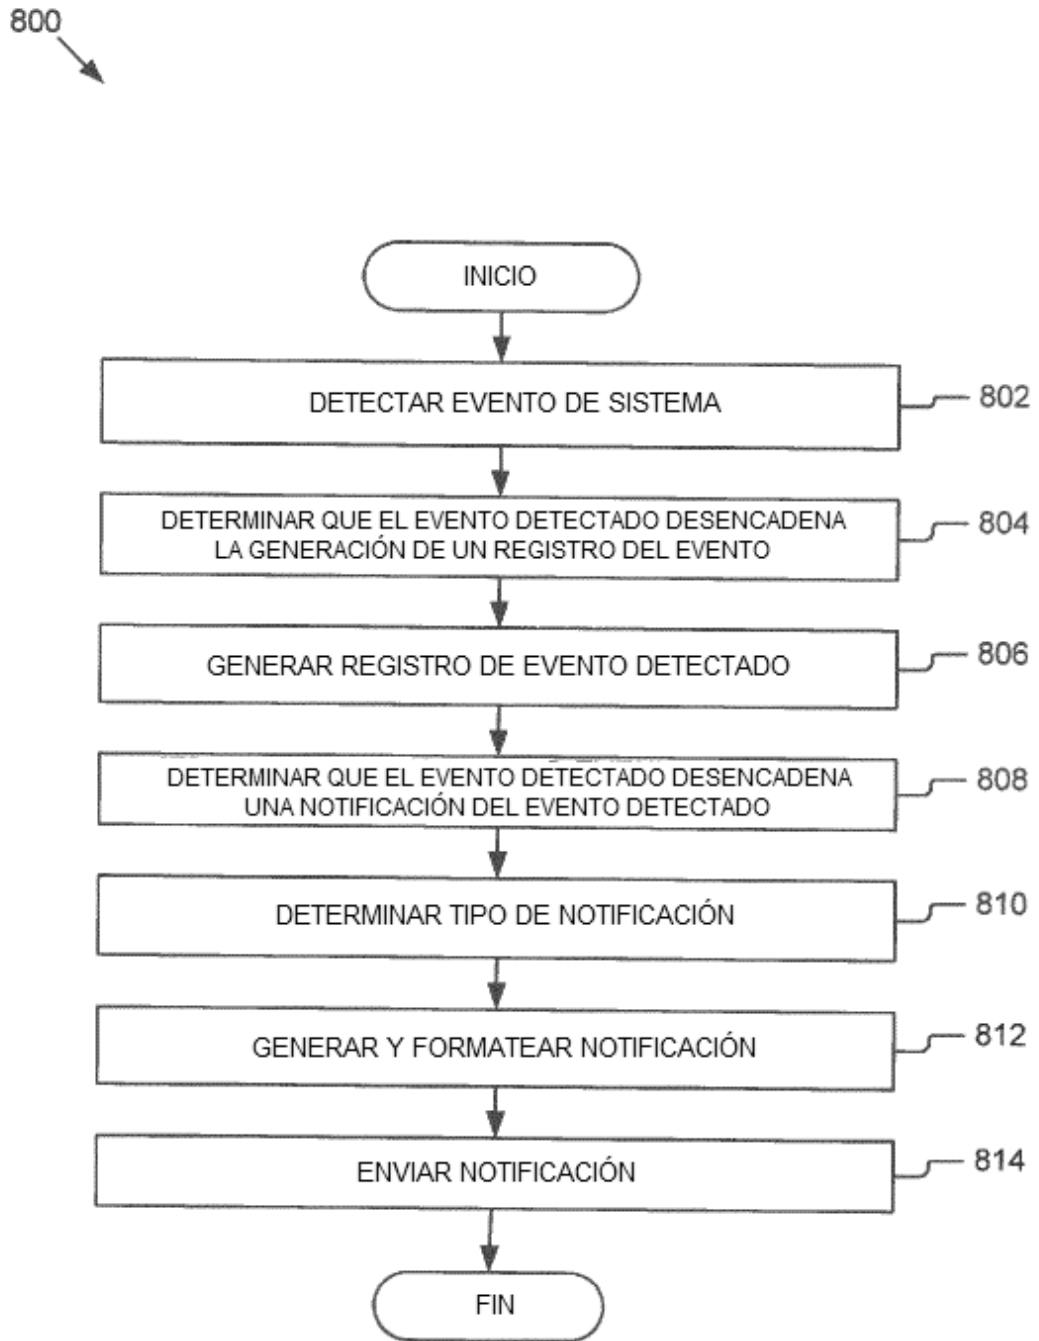 800
INICIO
DETECTAR EVENTO DE SISTEMA
802
DETERMINAR QUE EL EVENTO DETECTADO DESENCADENA
LA GENERACIÓN DE UN REGISTRO DEL EVENTO
804
GENERAR REGISTRO DE EVENTO DETECTADO
806
DETERMINAR QUE EL EVENTO DETECTADO DESENCADENA
UNA NOTIFICACIÓN DEL EVENTO DETECTADO
808
DETERMINAR TIPO DE NOTIFICACIÓN
810
GENERAR Y FORMATEAR NOTIFICACIÓN
812
ENVIAR NOTIFICACIÓN
814
FIN